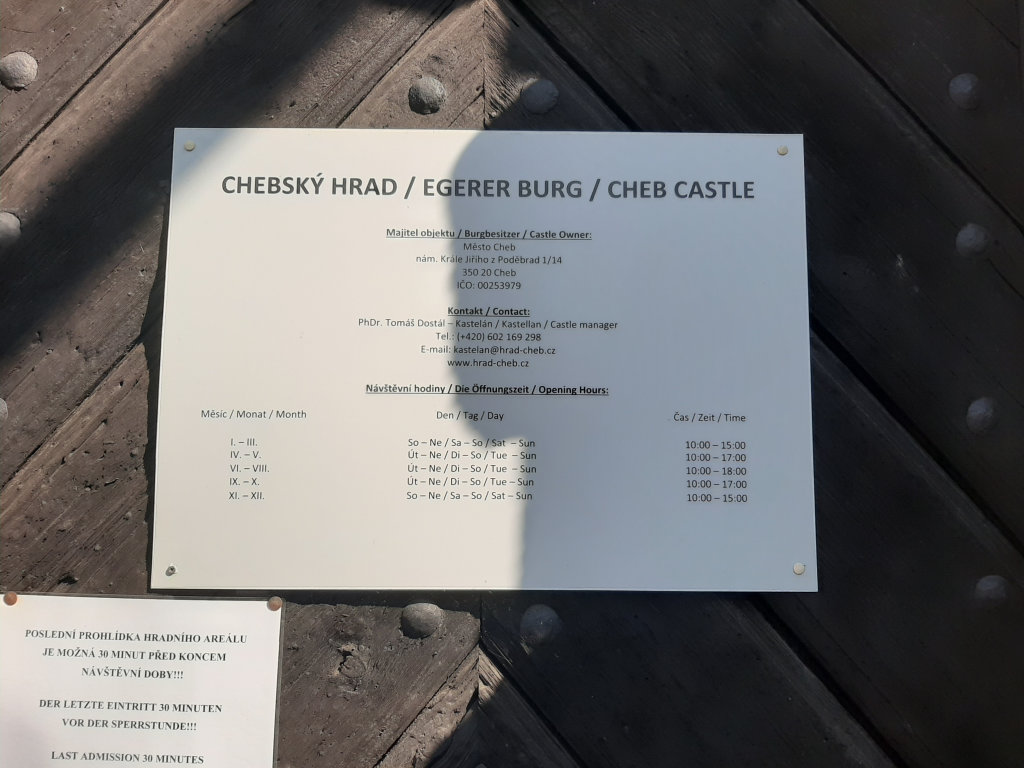 CHEBSKÝ HRAD / EGERER BURG / CHEB CASTLE
Majitel objektu / Burgbesitzer / Castle Owner:
Město Cheb
nám. Krále Jiřího z Poděbrad 1/14
350 20 Cheb
IČO: 00253979
Kontakt / Contact:
PhDr. Tomáš Dostál – Kastelán / Kastellan / Castle manager
Tel.: (+420) 602 169 298
E-mail: kastelan@hrad-cheb.cz
www.hrad-cheb.cz
Návštěvní hodiny / Die Öffnungszeit / Opening Hours:
Měsíc / Monat / Month Den / Tag / Day Čas / Zeit / Time
I. – III. So – Ne / Sa – So / Sat – Sun 10:00 – 15:00
IV. – V. Út – Ne / Di – So / Tue – Sun 10:00 – 17:00
VI. – VIII. Út – Ne / Di – So / Tue – Sun 10:00 – 18:00
IX. – X. Út – Ne / Di – So / Tue – Sun 10:00 – 17:00
XI. – XII. So – Ne / Sa – So / Sat – Sun 10:00 – 15:00
POSLEDNÍ PROHLÍDKA HRADNÍHO AREÁLU
JE MOŽNÁ 30 MINUT PŘED KONCEM
NÁVŠTĚVNÍ DOBY!!!
DER LETZTE EINTRITT 30 MINUTEN
VOR DER SPERRSTUNDE!!!
LAST ADMISSION 30 MINUTES